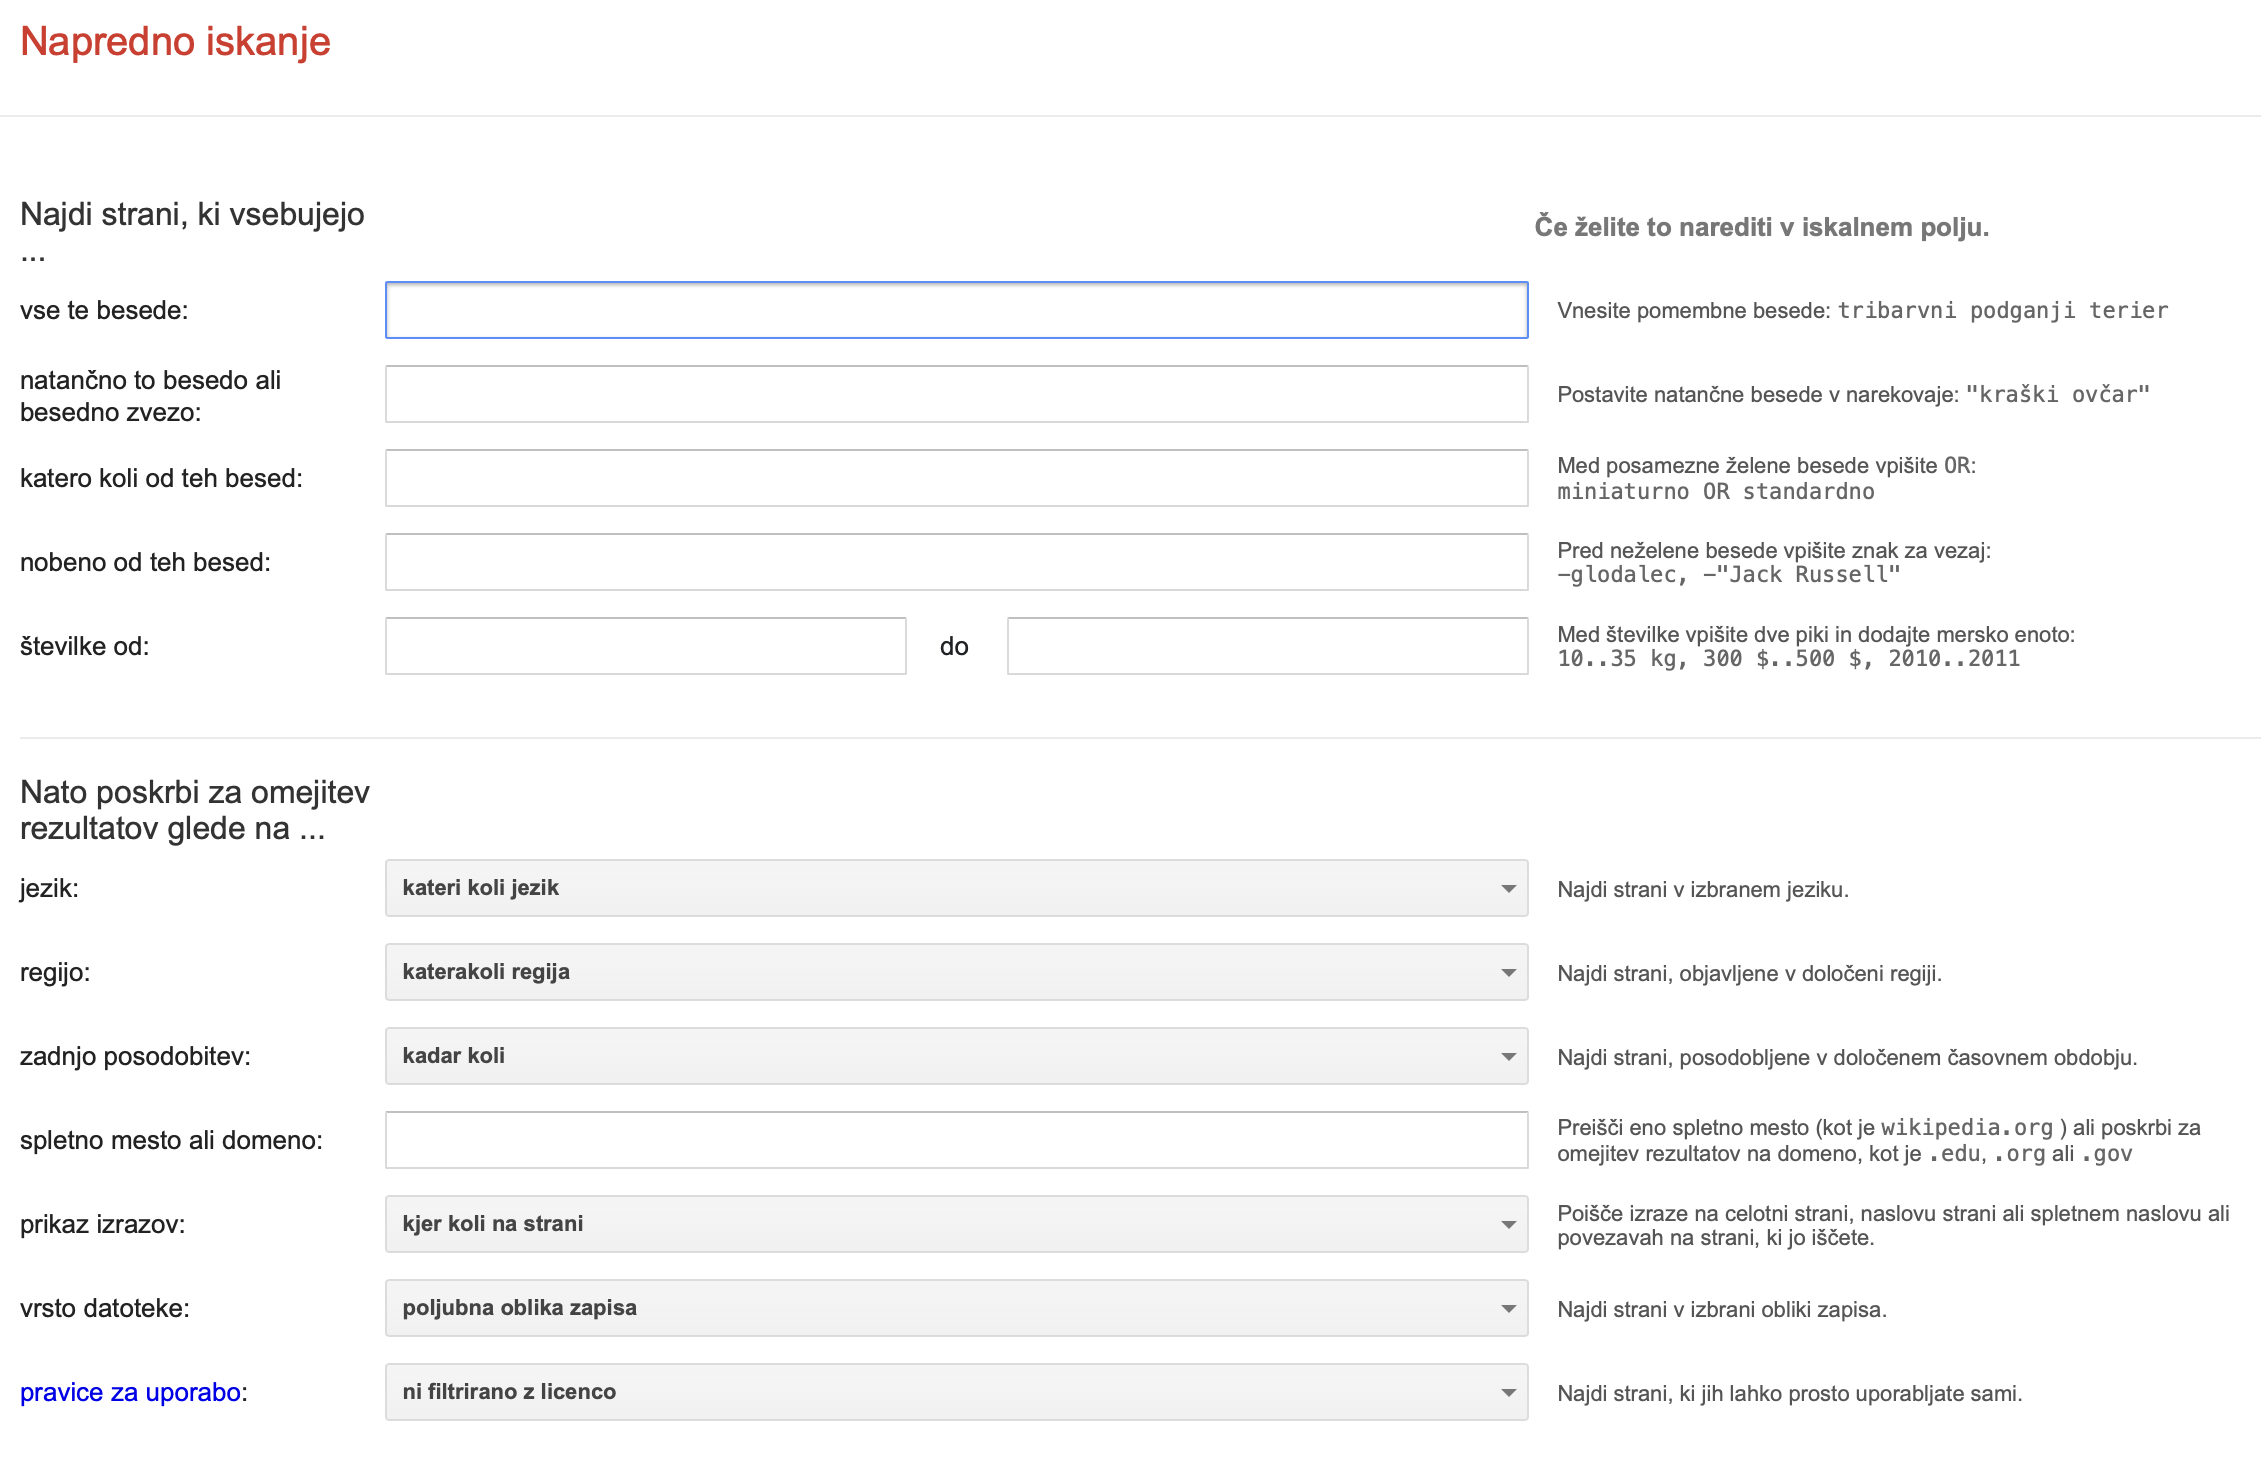 Napredno iskanje
Najdi strani, ki vsebujejo
...
Če želite to narediti v iskalnem polju.
vse te besede:
Vnesite pomembne besede: tribarvni podganji terier
natančno to besedo ali
besedno zvezo:
Postavite natančne besede v narekovaje: "kraški ovčar"
katero koli od teh besed:
Med posamezne želene besede vpišite OR:
miniaturno OR standardno
nobeno od teh besed:
Pred neželene besede vpišite znak za vezaj:
–glodalec, –"Jack Russell"
številke od:
do
Med številke vpišite dve piki in dodajte mersko enoto:
10..35 kg, 300 $..500 $, 2010..2011
Nato poskrbi za omejitev
rezultatov glede na ...
jezik:
kateri koli jezik
Najdi strani v izbranem jeziku.
regijo:
katerakoli regija
Najdi strani, objavljene v določeni regiji.
zadnjo posodobitev:
kadar koli
Najdi strani, posodobljene v določenem časovnem obdobju.
spletno mesto ali domeno:
Preišči eno spletno mesto (kot je wikipedia.org ) ali poskrbi za
omejitev rezultatov na domeno, kot je .edu, .org ali .gov
prikaz izrazov:
kjer koli na strani
Poišče izraze na celotni strani, naslovu strani ali spletnem naslovu ali
povezavah na strani, ki jo iščete.
vrsto datoteke:
poljubna oblika zapisa
Najdi strani v izbrani obliki zapisa.
pravice za uporabo:
ni filtrirano z licenco
Najdi strani, ki jih lahko prosto uporabljate sami.